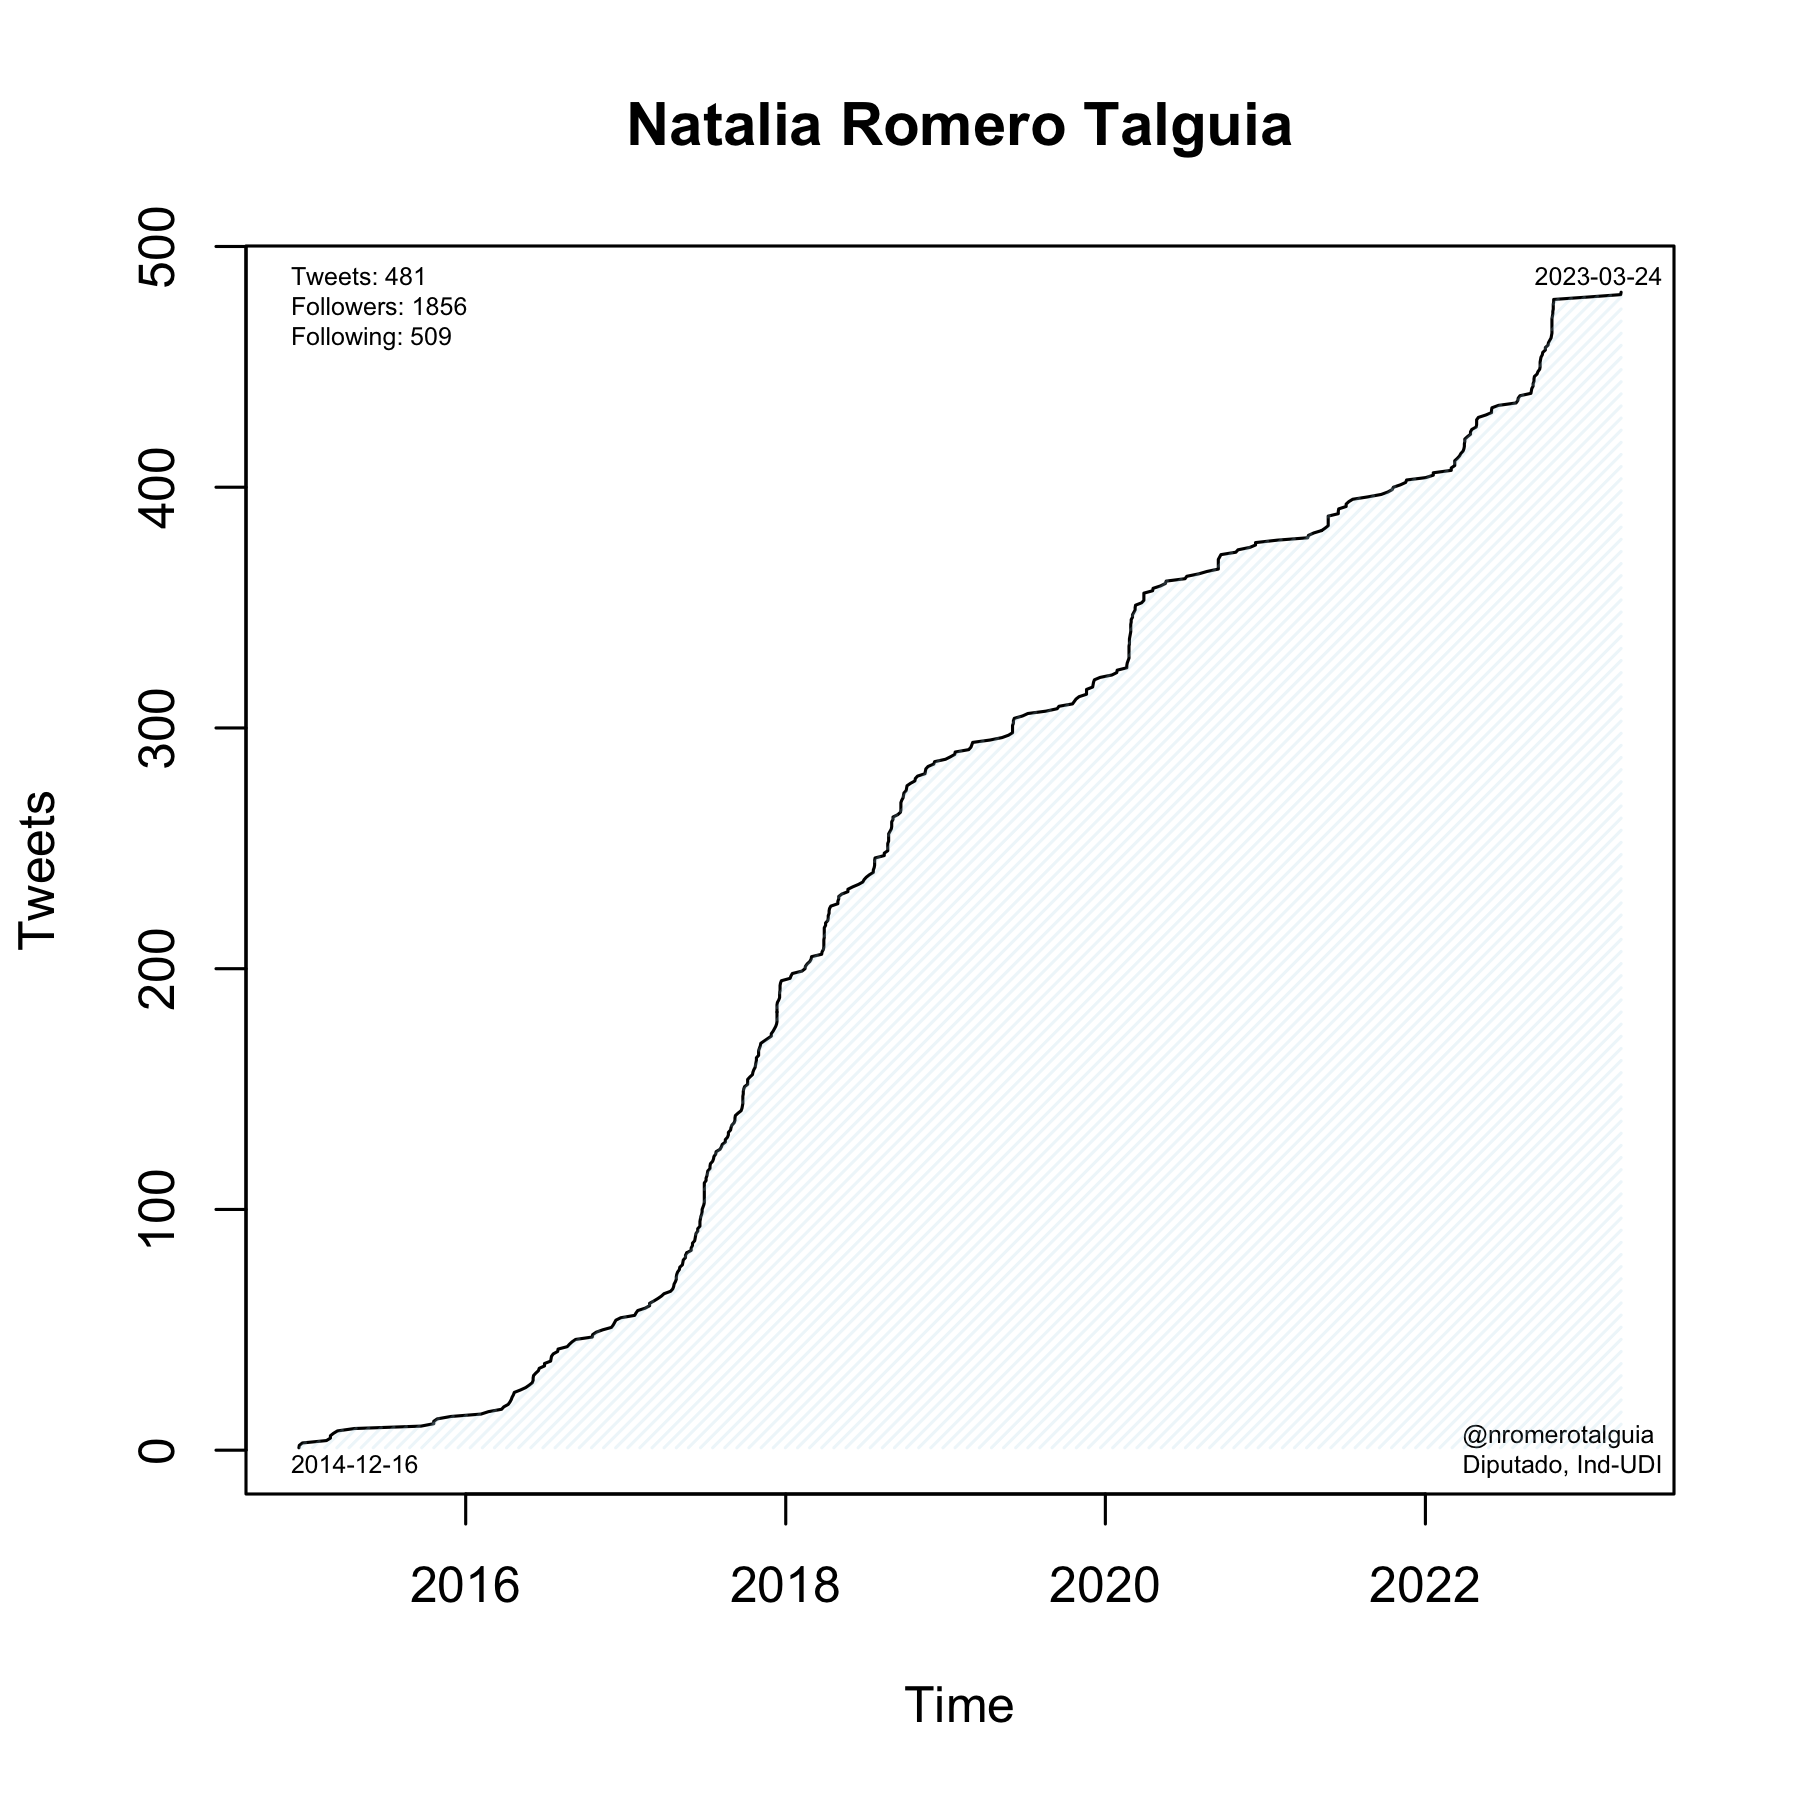 Natalia Romero Talguia
Tweets: 481
Followers: 1856
Following: 509
2023-03-24
500
400
300
200
100
0
Tweets
2014-12-16
@nromerotalguia
Diputado, Ind-UDI
2016
2018
2020
2022
Time